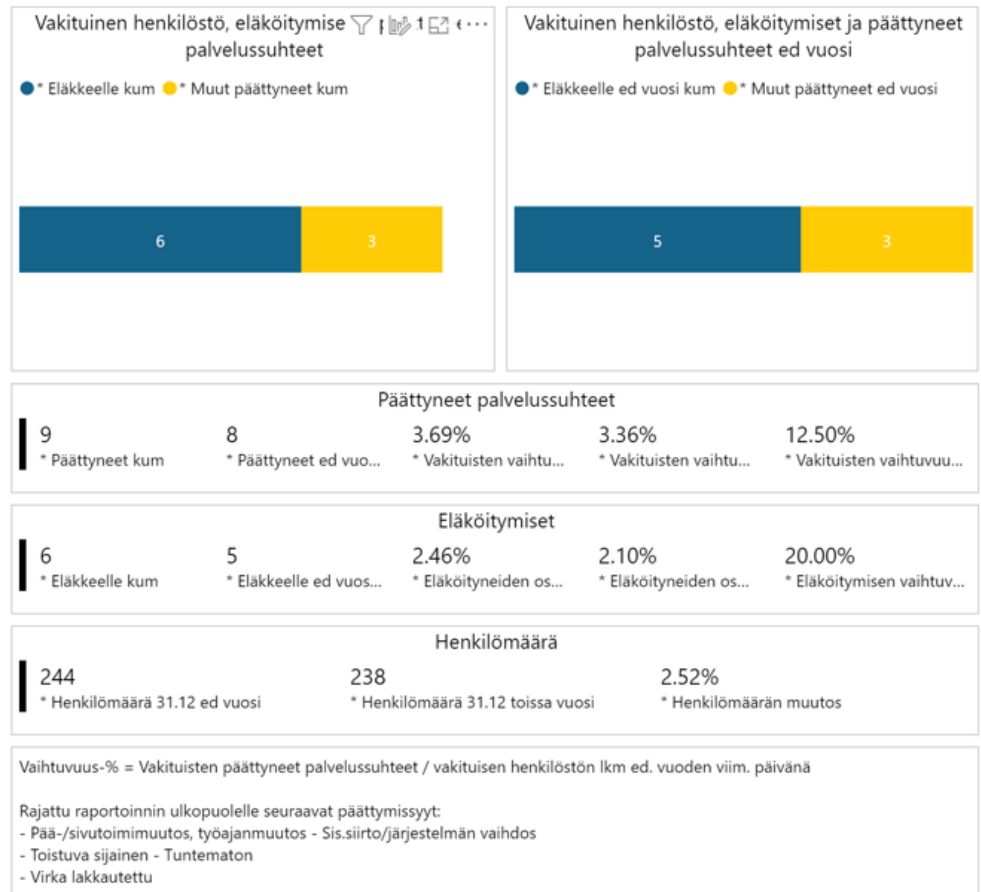 Vakituinen henkilöstö, eläköitymise
palvelussuhteet
* Eläkkeelle kum * Muut päättyneet kum
6 3
Vakituinen henkilöstö, eläköitymiset ja päättyneet
palvelussuhteet ed vuosi
* Eläkkeelle ed vuosi kum * Muut päättyneet ed vuosi
5 3
Päättyneet palvelussuhteet
9 8 3.69% 3.36% 12.50%
* Päättyneet kum * Päättyneet ed vuo... * Vakituisten vaihtu... * Vakituisten vaihtu... * Vakituisten vaihtuvuu...
Eläköitymiset
6 5 2.46% 2.10% 20.00%
* Eläkkeelle kum * Eläkkeelle ed vuos... * Eläköityneiden os... * Eläköityneiden os... * Eläköitymisen vaihtuv...
Henkilömäärä
244 238 2.52%
* Henkilömäärä 31.12 ed vuosi * Henkilömäärä 31.12 toissa vuosi * Henkilömäärän muutos
Vaihtuvuus-% = Vakituisten päättyneet palvelussuhteet / vakituisen henkilöstön lkm ed. vuoden viim. päivänä
Rajattu raportoinnin ulkopuolelle seuraavat päättymissyyt:
- Pää-/sivutoimimuutos, työajanmuutos - Sis.siirto/järjestelmän vaihdos
- Toistuva sijainen - Tuntematon
- Virka lakkautettu